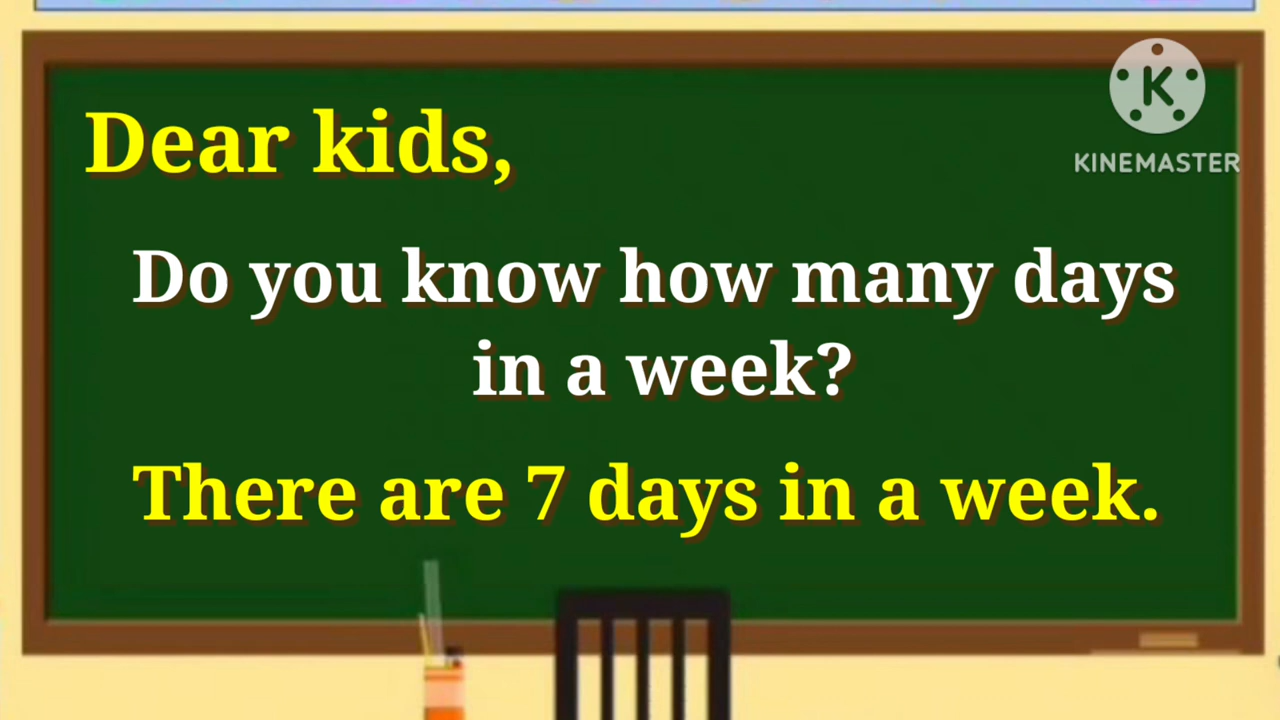 Dear kids,
KINEMASTER
Do you know how many days
in a week?
There are 7 days in a week.